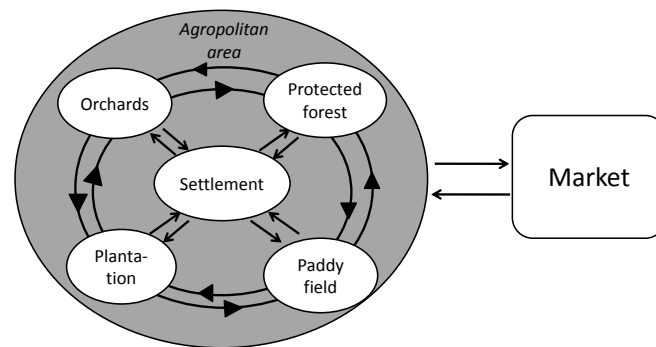 Agropolitan
area
Orchards
Protected
forest
Settlement
Market
Planta-
tion
Paddy
field